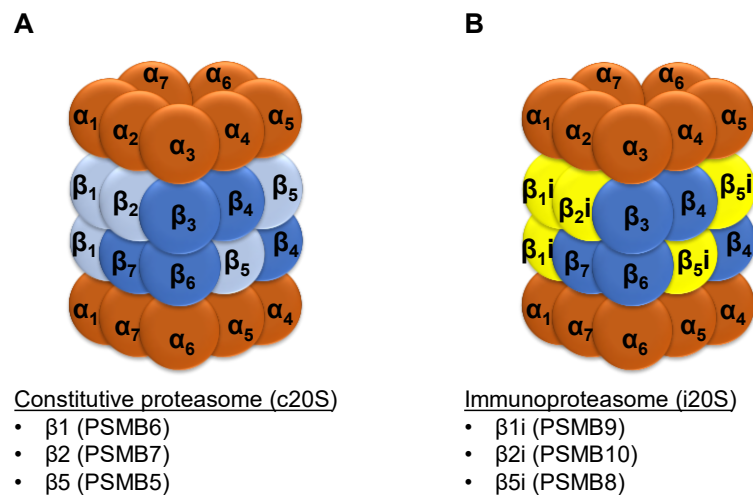 A
B
α7 α6
α1 α2 α3 α4 α5
β1 β2 β3 β4 β5
β1 β7 β6 β5 β4
α1 α7 α6 α5 α4
Constitutive proteasome (c20S)
• β1 (PSMB6)
• β2 (PSMB7)
• β5 (PSMB5)
α7 α6
α1 α2 α3 α4 α5
β1i β2i β3 β4 β5i
β1i β7 β6 β5i β4
α1 α7 α6 α5 α4
Immunoproteasome (i20S)
• β1i (PSMB9)
• β2i (PSMB10)
• β5i (PSMB8)